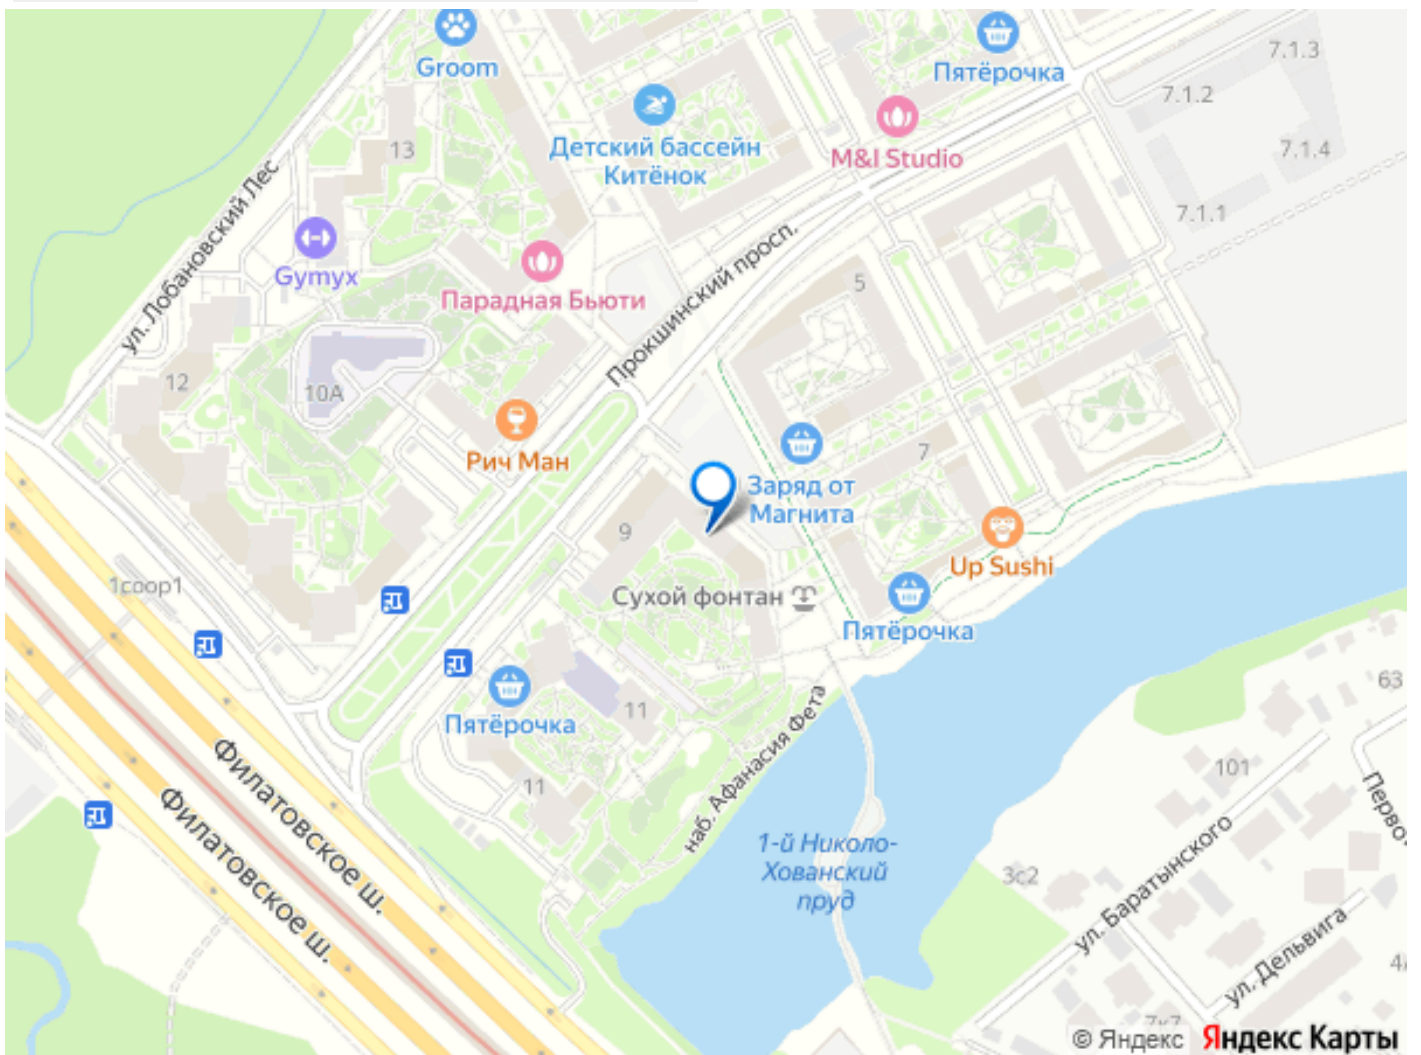 Groom
Пятёрочка
7.1.3
7.1.2
Детский бассейн
Китёнок
M&I Studio
13
7.1.4
ул. Лобановский Лес
Gymyx
7.1.1
Парадная Бьюти
Прокшинский просп.
5
12
10А
Рич Ман
7
Заряд от
Магнита
9
Up Sushi
1соор1
Сухой фонтан
Пятёрочка
Пятёрочка
11
63
наб. Афанасия Фета
11
101
Филатовское ш.
Филатовское ш.
1-й Николо-
Хованский
пруд
3с2
ул. Баратынского
ул. Дельвига
7к7
© Яндекс
Яндекс Карты